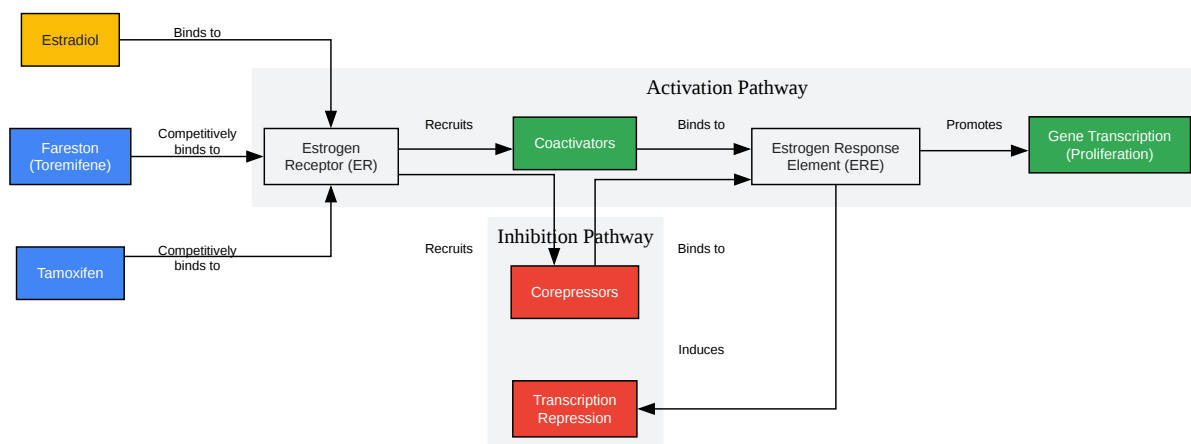 Estradiol
Binds to
Activation Pathway
Fareston
(Toremifene)
Competitively
binds to
Estrogen
Receptor (ER)
Recruits
Coactivators
Binds to
Estrogen Response
Element (ERE)
Promotes
Gene Transcription
(Proliferation)
Tamoxifen
Competitively
binds to
Recruits
Inhibition Pathway
Binds to
Corepressors
Induces
Transcription
Repression